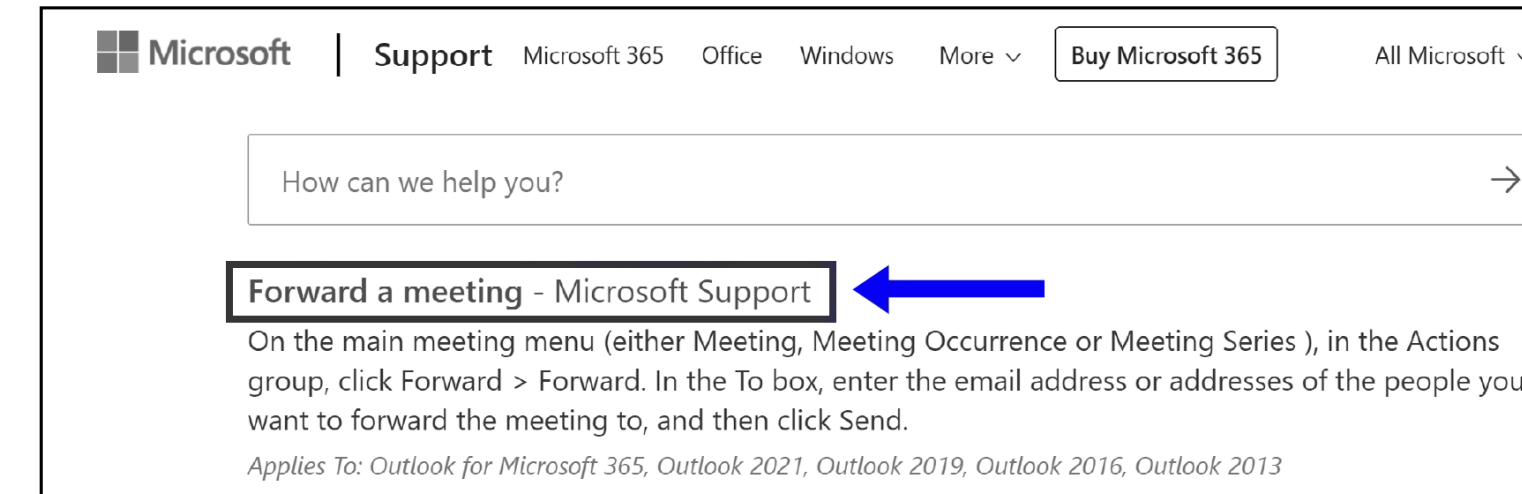 Microsoft Support Microsoft 365 Office Windows More Buy Microsoft 365 All Microsoft
How can we help you?
Forward a meeting - Microsoft Support
On the main meeting menu (either Meeting, Meeting Occurrence or Meeting Series ), in the Actions
group, click Forward > Forward. In the To box, enter the email address or addresses of the people you
want to forward the meeting to, and then click Send.
Applies To: Outlook for Microsoft 365, Outlook 2021, Outlook 2019, Outlook 2016, Outlook 2013